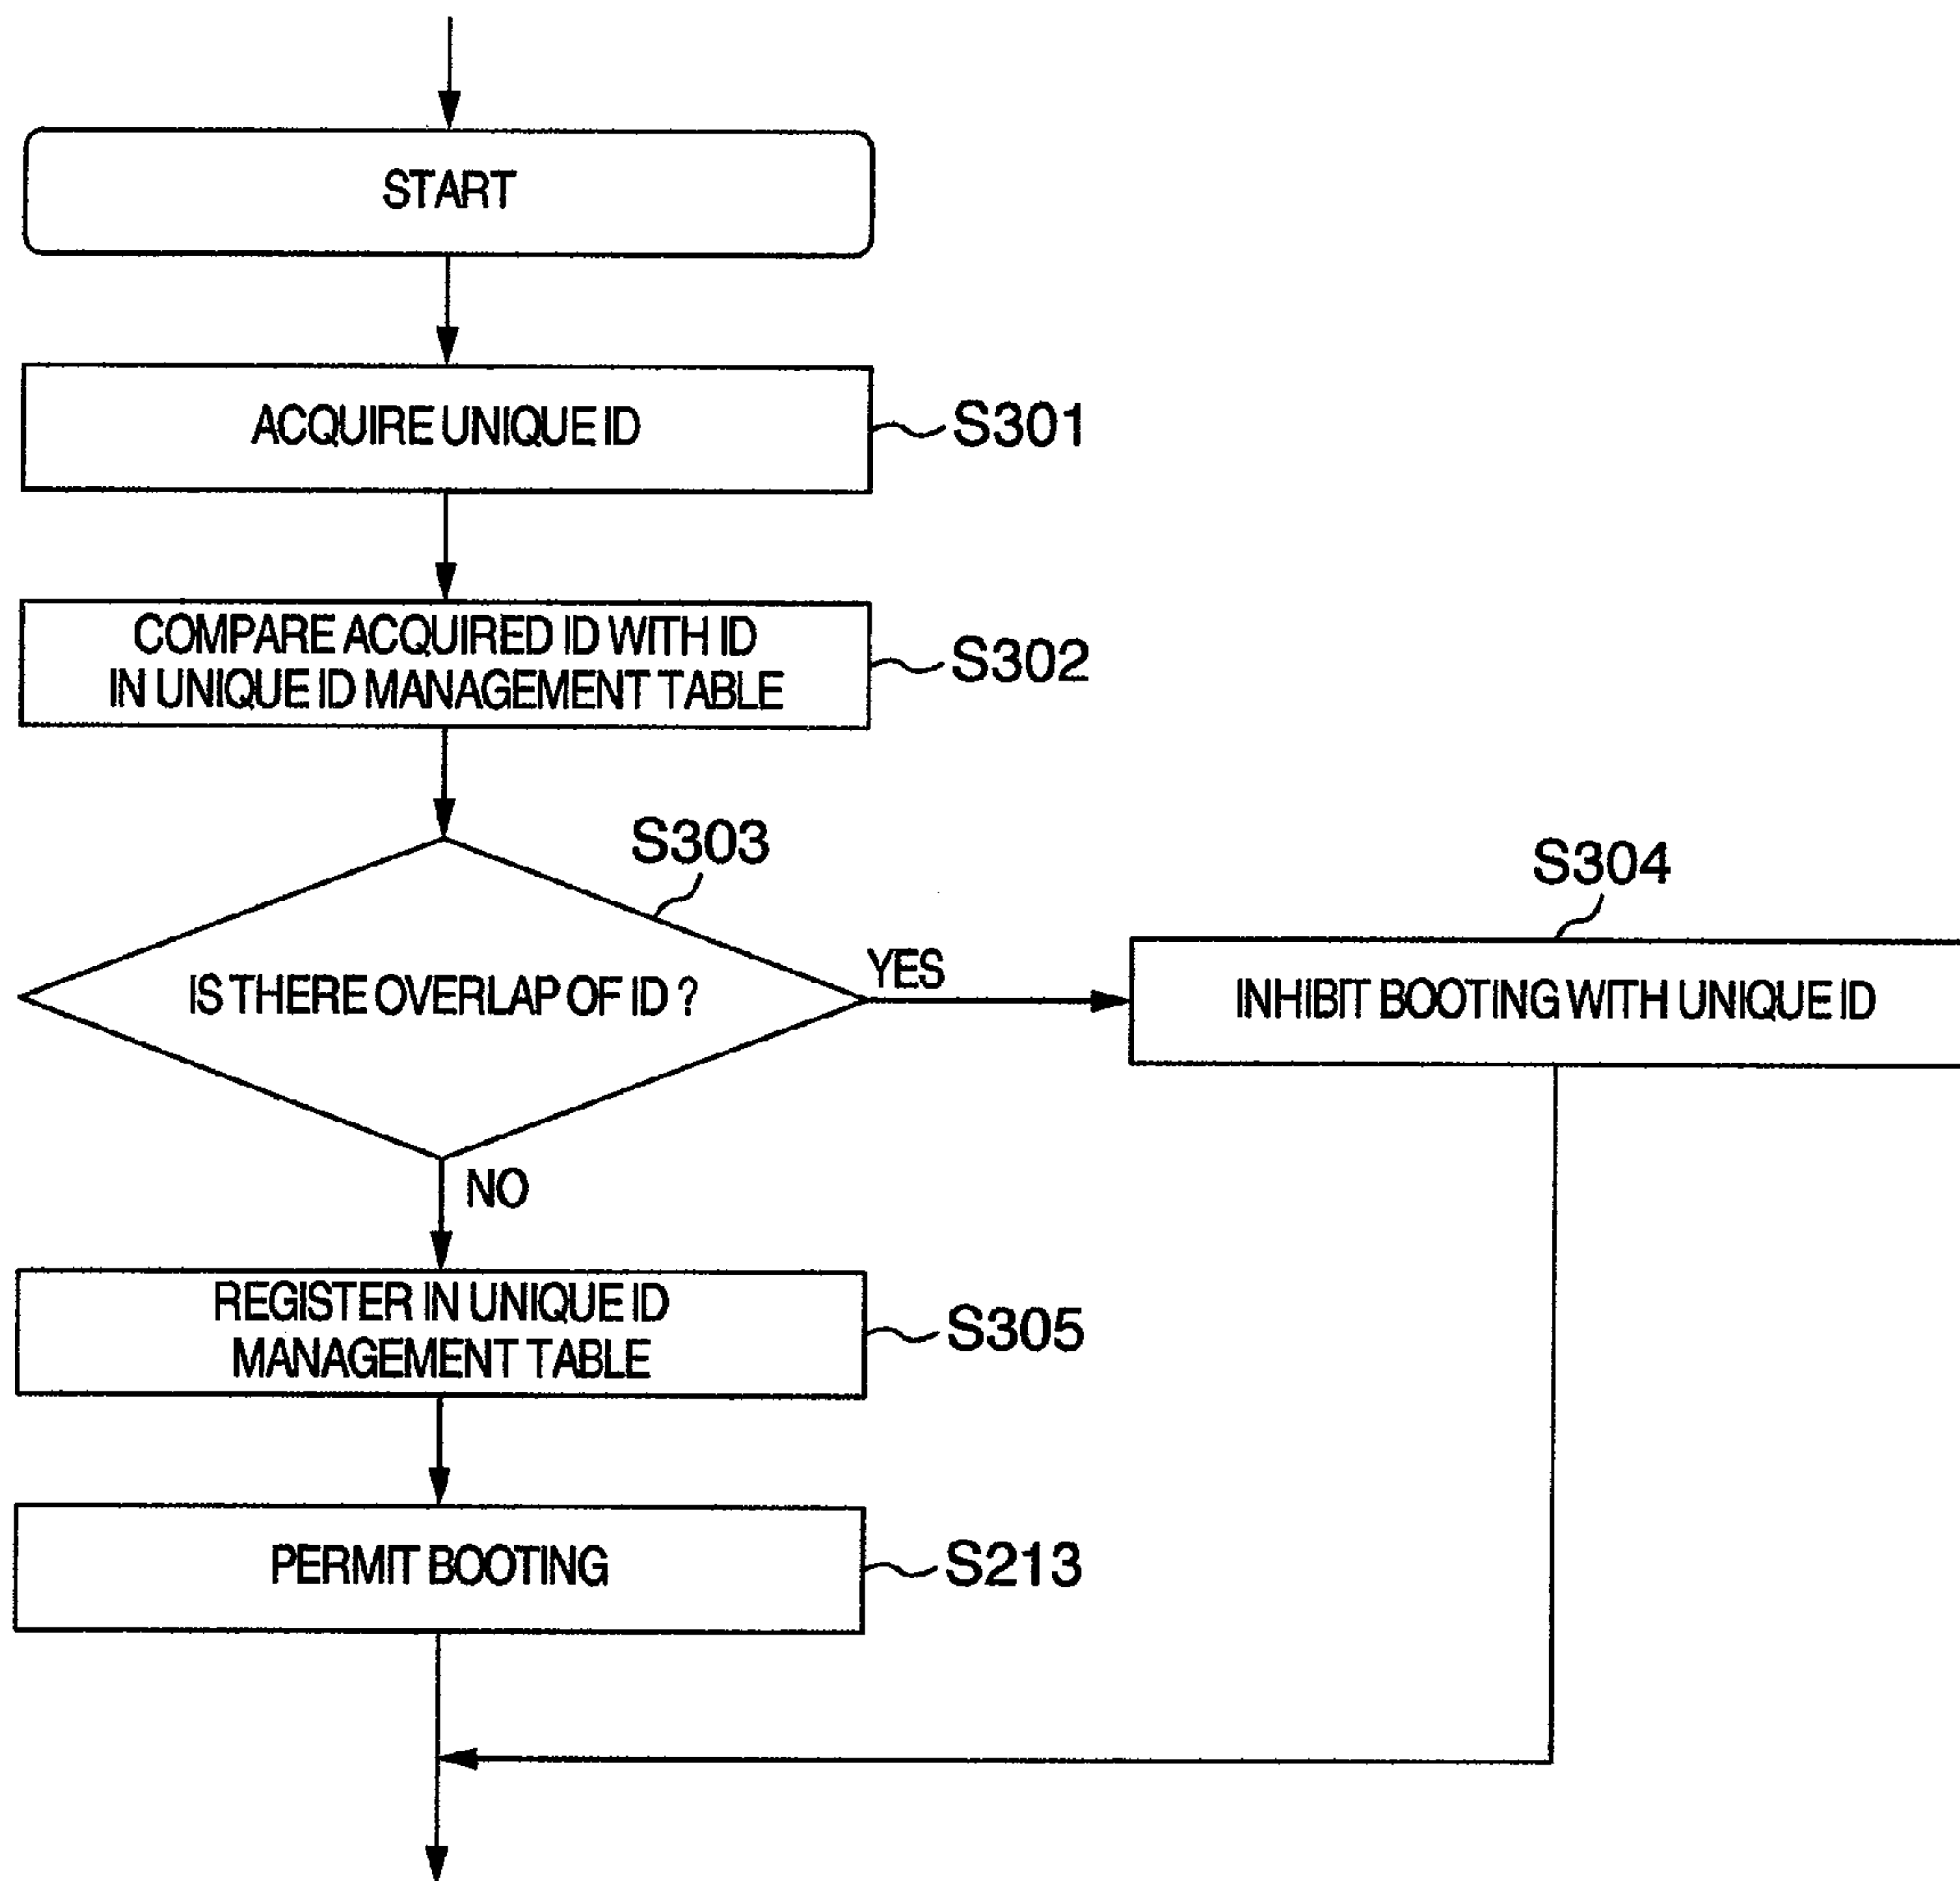 START
ACQUIRE UNIQUE ID
S301
COMPARE ACQUIRED ID WITH ID
IN UNIQUE ID MANAGEMENT TABLE
S302
S303
IS THERE OVERLAP OF ID ?
YES
S304
INHIBIT BOOTING WITH UNIQUE ID
NO
REGISTER IN UNIQUE ID
MANAGEMENT TABLE
S305
PERMIT BOOTING
S213